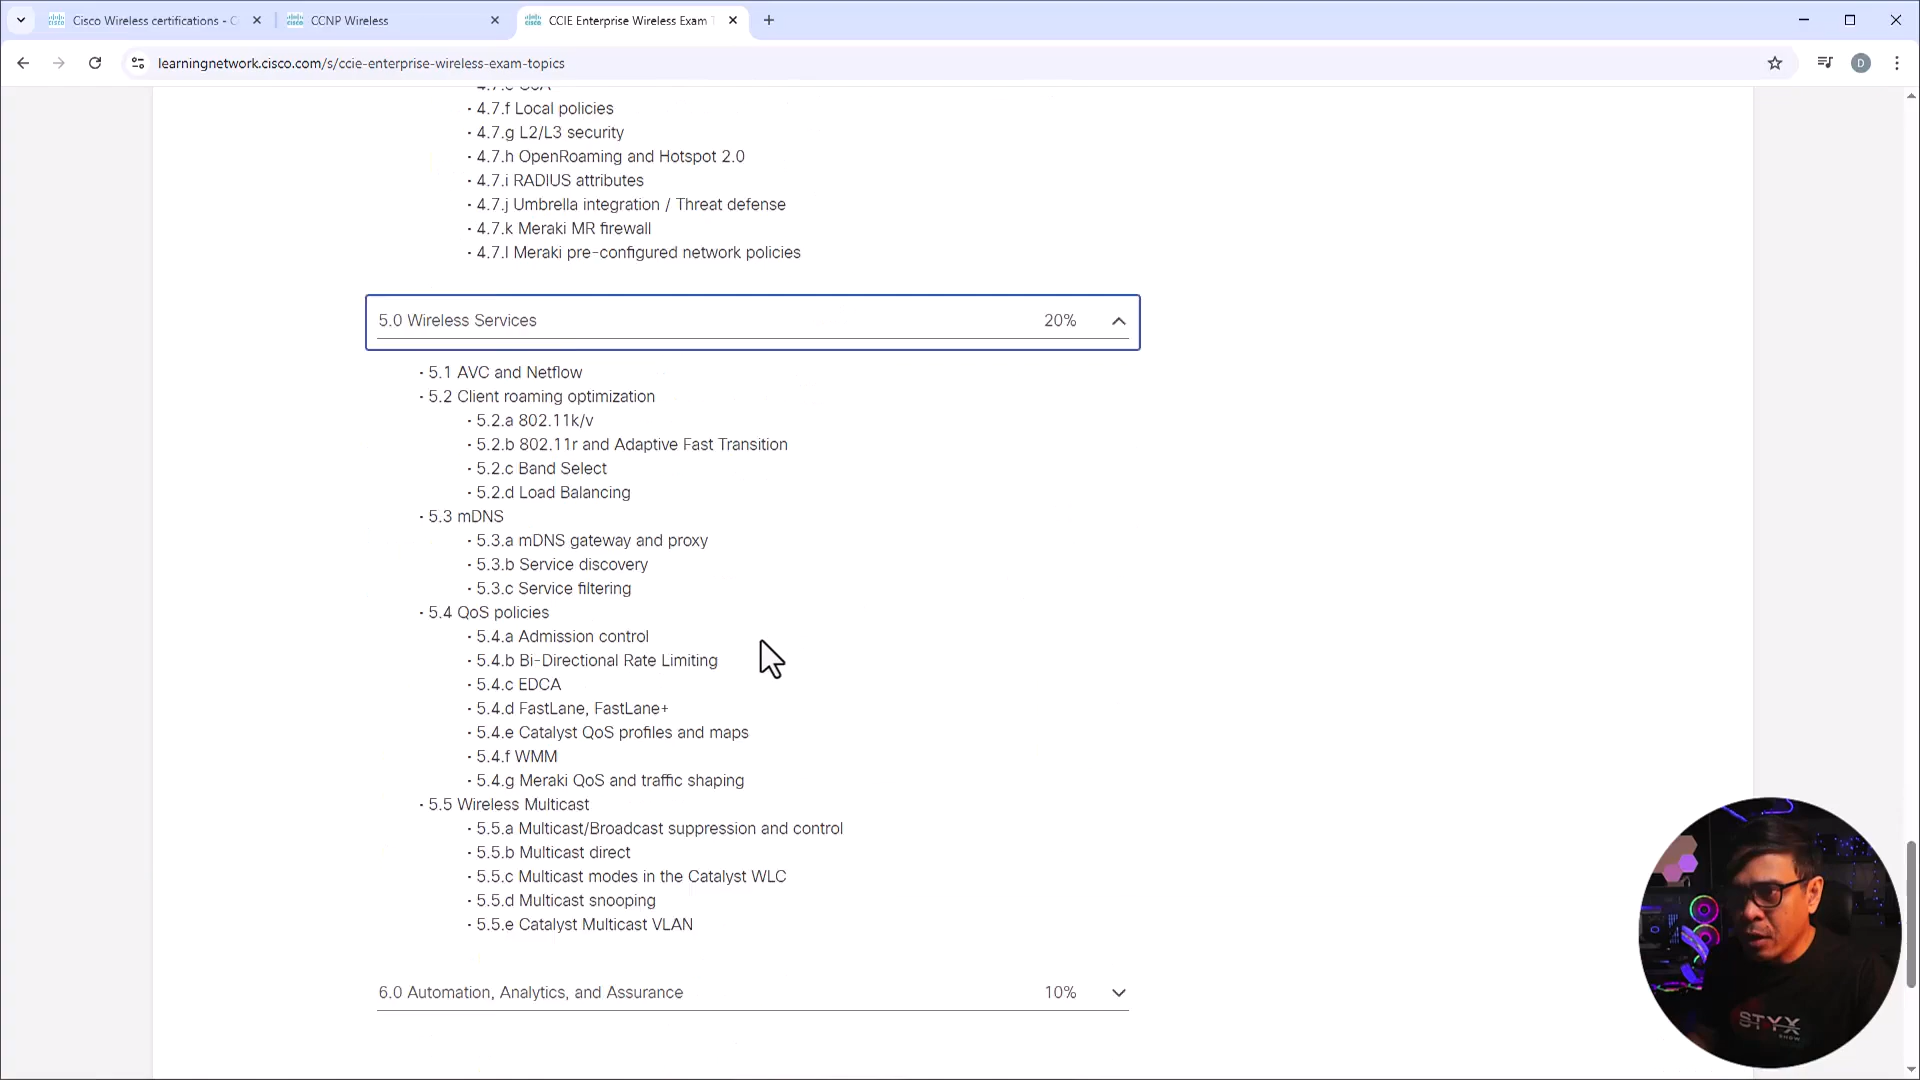 Cisco Wireless certifications - C
CCNP Wireless
CCIE Enterprise Wireless Exam T
learningnetwork.cisco.com/s/ccie-enterprise-wireless-exam-topics
D
• 4.7.f Local policies
• 4.7.g L2/L3 security
• 4.7.h OpenRoaming and Hotspot 2.0
• 4.7.i RADIUS attributes
• 4.7.j Umbrella integration / Threat defense
• 4.7.k Meraki MR firewall
• 4.7.l Meraki pre-configured network policies
5.0 Wireless Services 20%
• 5.1 AVC and Netflow
• 5.2 Client roaming optimization
• 5.2.a 802.11k/v
• 5.2.b 802.11r and Adaptive Fast Transition
• 5.2.c Band Select
• 5.2.d Load Balancing
• 5.3 mDNS
• 5.3.a mDNS gateway and proxy
• 5.3.b Service discovery
• 5.3.c Service filtering
• 5.4 QoS policies
• 5.4.a Admission control
• 5.4.b Bi-Directional Rate Limiting
• 5.4.c EDCA
• 5.4.d FastLane, FastLane+
• 5.4.e Catalyst QoS profiles and maps
• 5.4.f WMM
• 5.4.g Meraki QoS and traffic shaping
• 5.5 Wireless Multicast
• 5.5.a Multicast/Broadcast suppression and control
• 5.5.b Multicast direct
• 5.5.c Multicast modes in the Catalyst WLC
• 5.5.d Multicast snooping
• 5.5.e Catalyst Multicast VLAN
6.0 Automation, Analytics, and Assurance 10%
STYX
SHOW